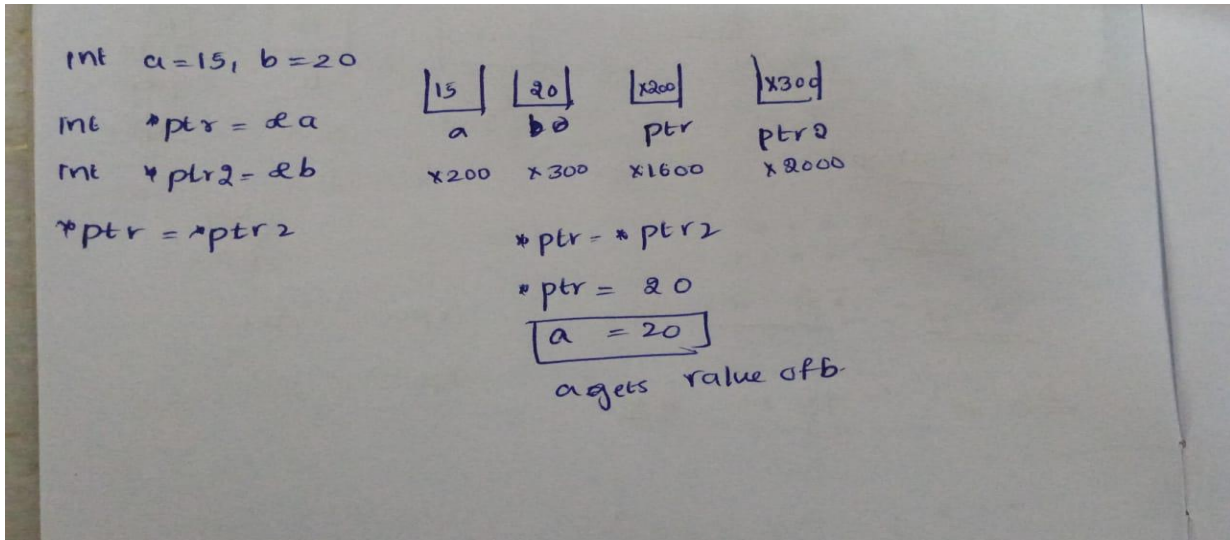 int a=15, b=20
int *ptr = &a
int *ptr2= &b
*ptr = *ptr2
15 20 x200 x300
a b ptr ptr2
x200 x300 x1600 x2000
*ptr = *ptr2
*ptr = 20
a = 20
a gets value of b.